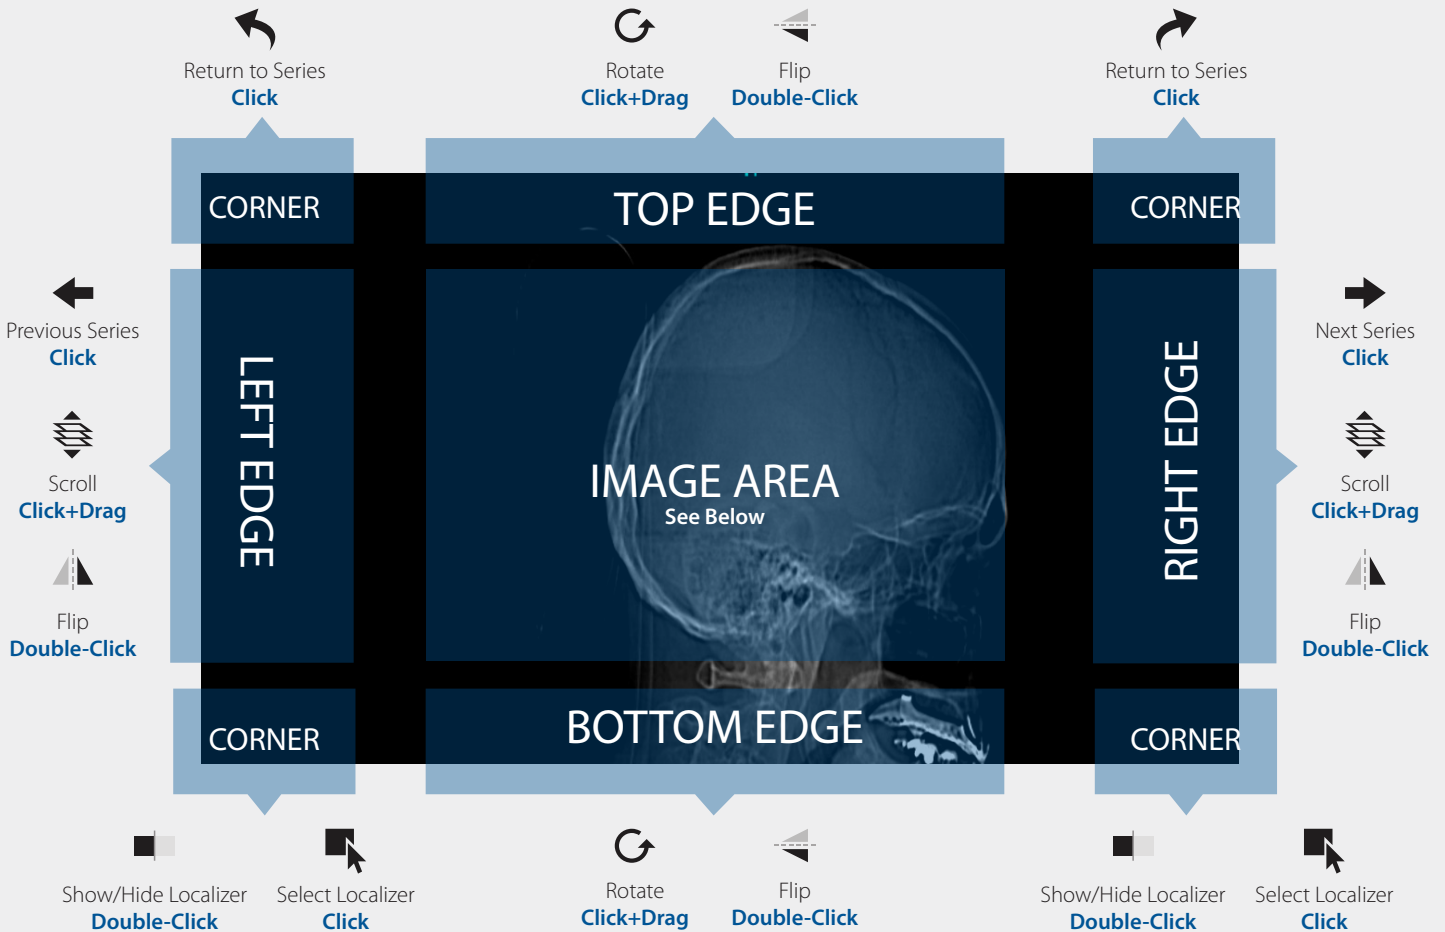 Return to Series
Click
Rotate
Click+Drag
Flip
Double-Click
Return to Series
Click
CORNER
TOP EDGE
CORNER
Previous Series
Click
Scroll
Click+Drag
Flip
Double-Click
LEFT EDGE
IMAGE AREA
See Below
RIGHT EDGE
Next Series
Click
Scroll
Click+Drag
Flip
Double-Click
CORNER
BOTTOM EDGE
CORNER
Show/Hide Localizer
Double-Click
Select Localizer
Click
Rotate
Click+Drag
Flip
Double-Click
Show/Hide Localizer
Double-Click
Select Localizer
Click